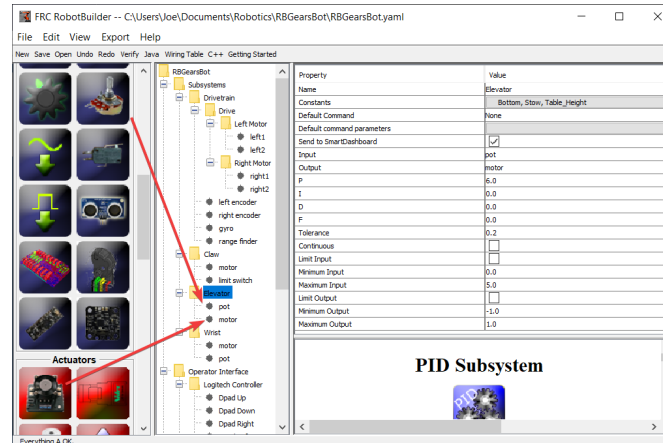 FRC RobotBuilder -- C:\Users\Joe\Documents\Robotics\RBGearsBot\RBGearsBot.yaml
File Edit View Export Help
New Save Open Undo Redo Verify Java Wiring Table C++ Getting Started
Actuators
RBGearsBot
Subsystems
Drivetrain
Drive
Left Motor
left1
left2
Right Motor
right1
right2
left encoder
right encoder
gyro
range finder
Claw
motor
limit switch
Elevator
pot
motor
Wrist
motor
pot
Operator Interface
Logitech Controller
Dpad Up
Dpad Down
Dpad Right
Property Value
Name Elevator
Constants Bottom, Stow, Table_Height
Default Command None
Default command parameters
Send to SmartDashboard
Input pot
Output motor
P 6.0
I 0.0
D 0.0
F 0.0
Tolerance 0.2
Continuous
Limit Input
Minimum Input 0.0
Maximum Input 5.0
Limit Output
Minimum Output -1.0
Maximum Output 1.0
PID Subsystem
PID
Everything A OK